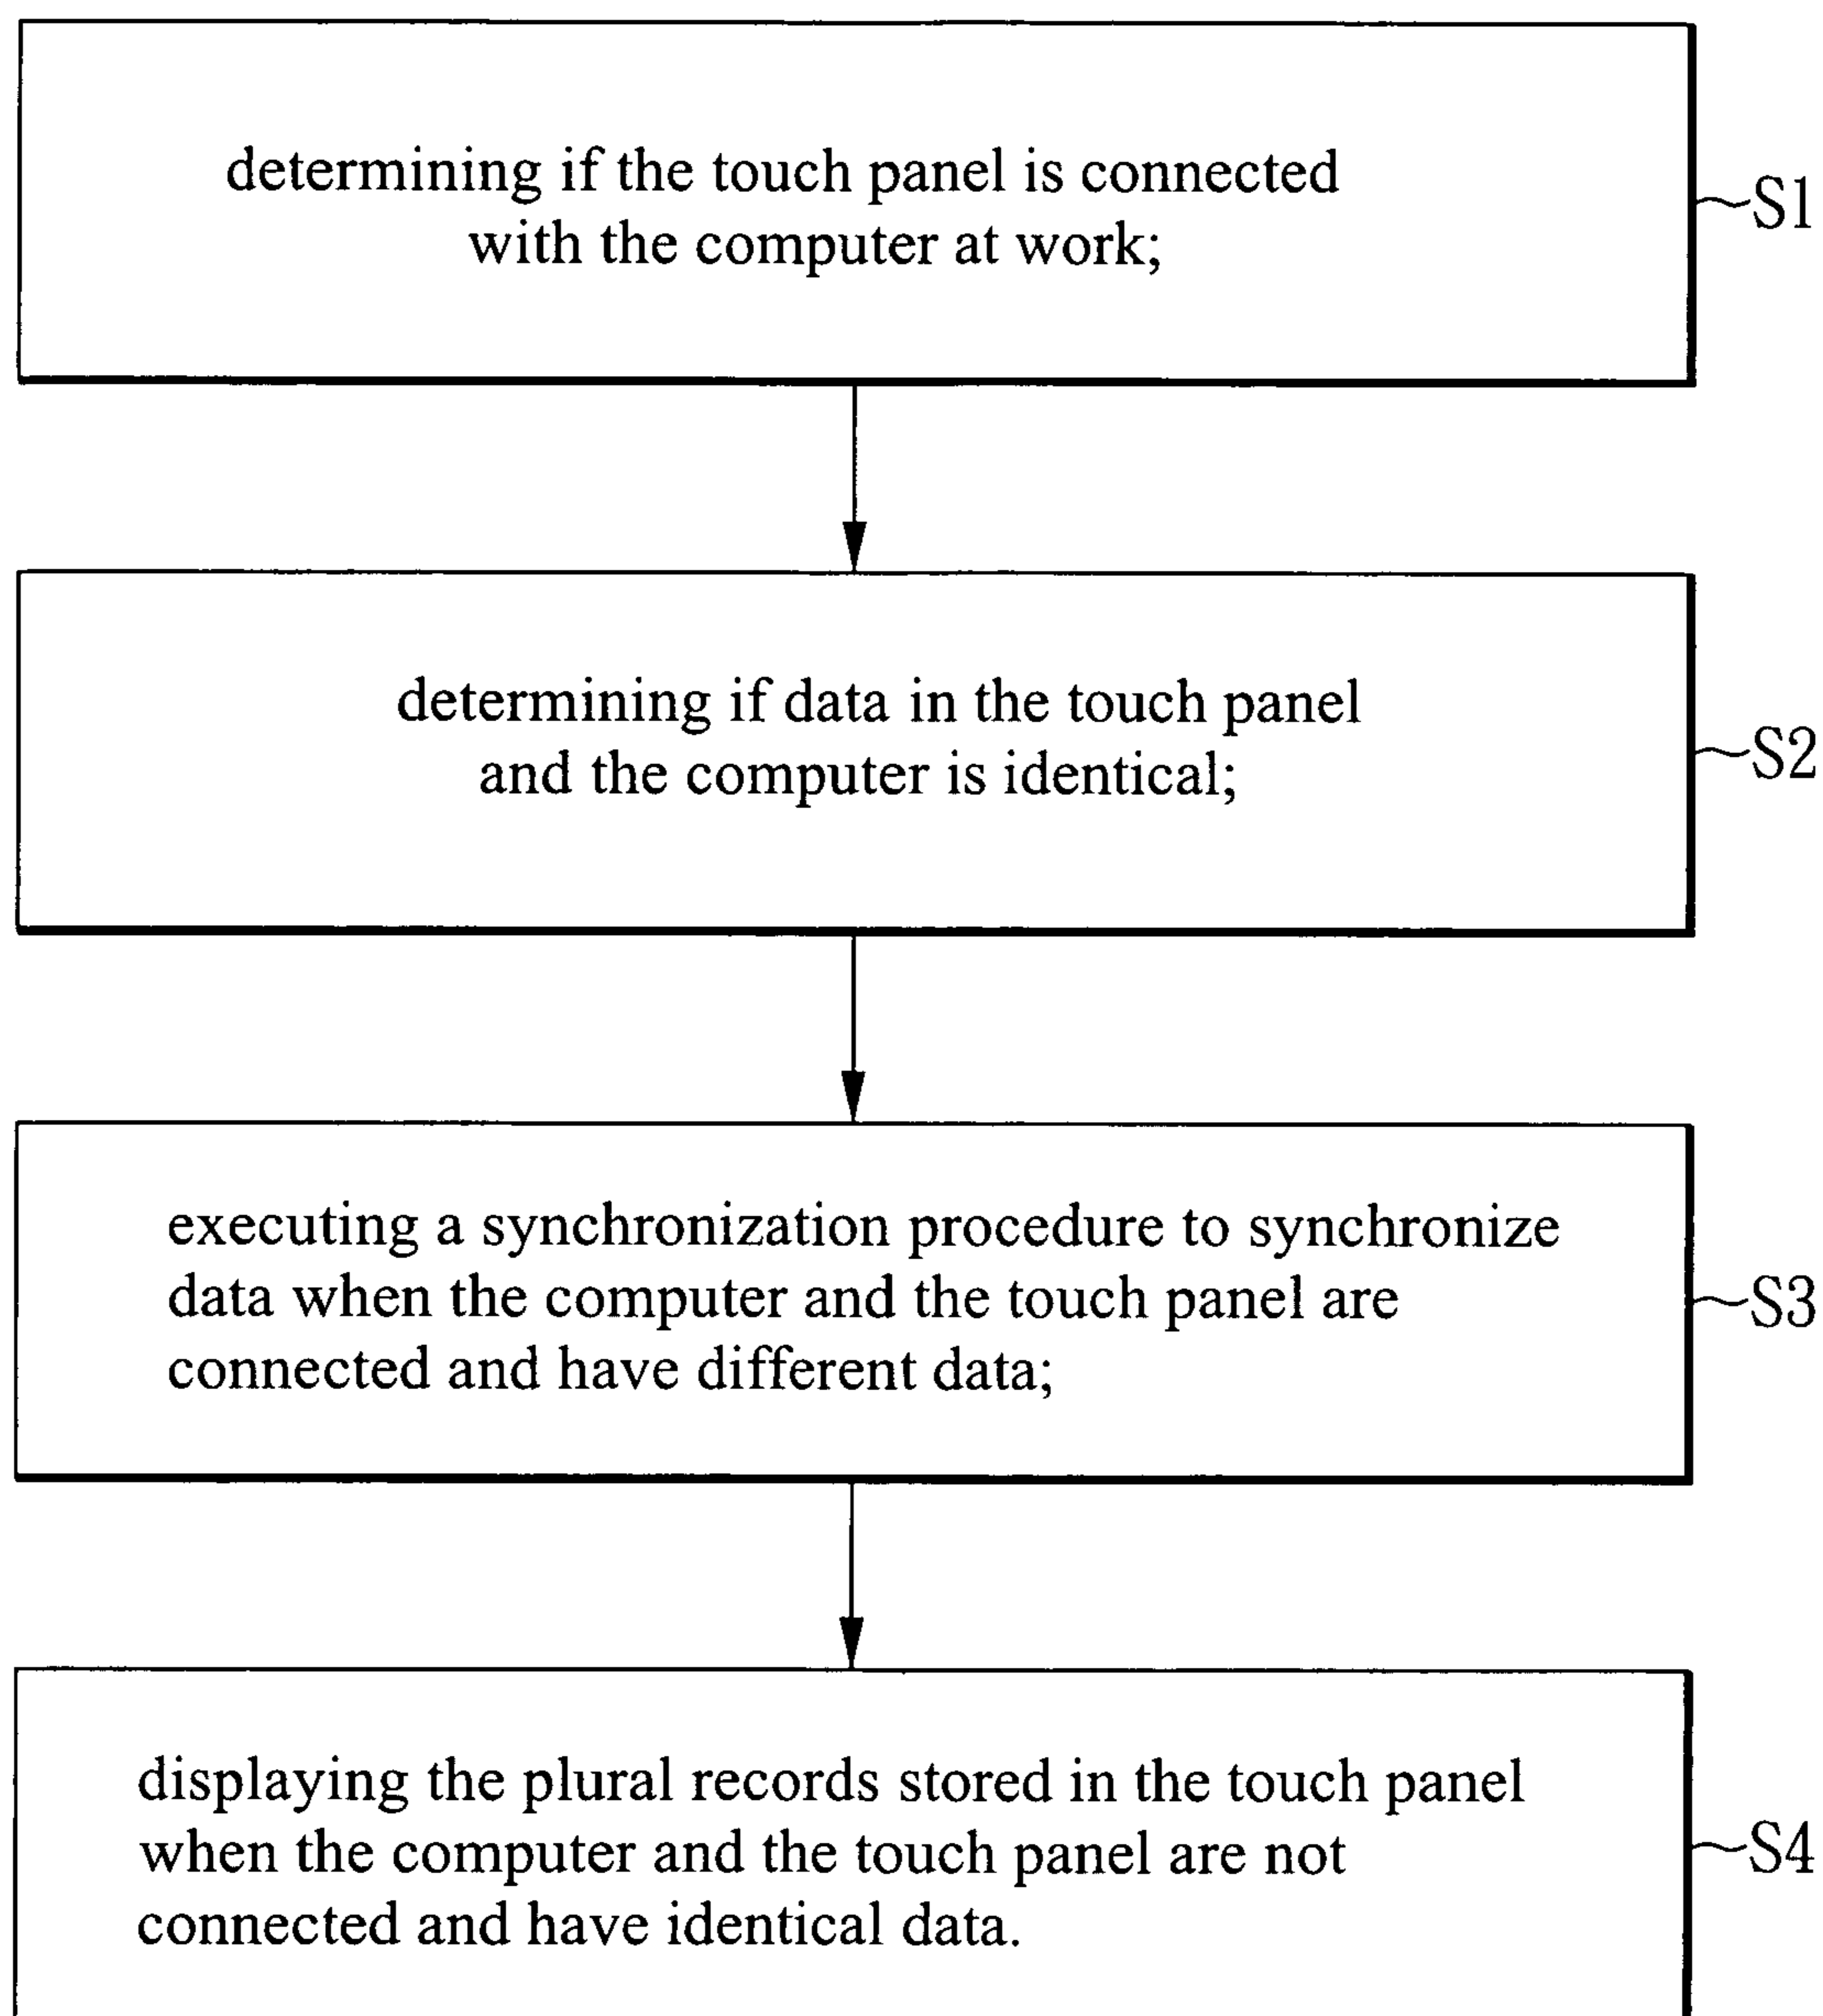 determining if the touch panel is connected
with the computer at work;
S1
determining if data in the touch panel
and the computer is identical;
S2
executing a synchronization procedure to synchronize
data when the computer and the touch panel are
connected and have different data;
S3
displaying the plural records stored in the touch panel
when the computer and the touch panel are not
connected and have identical data.
S4